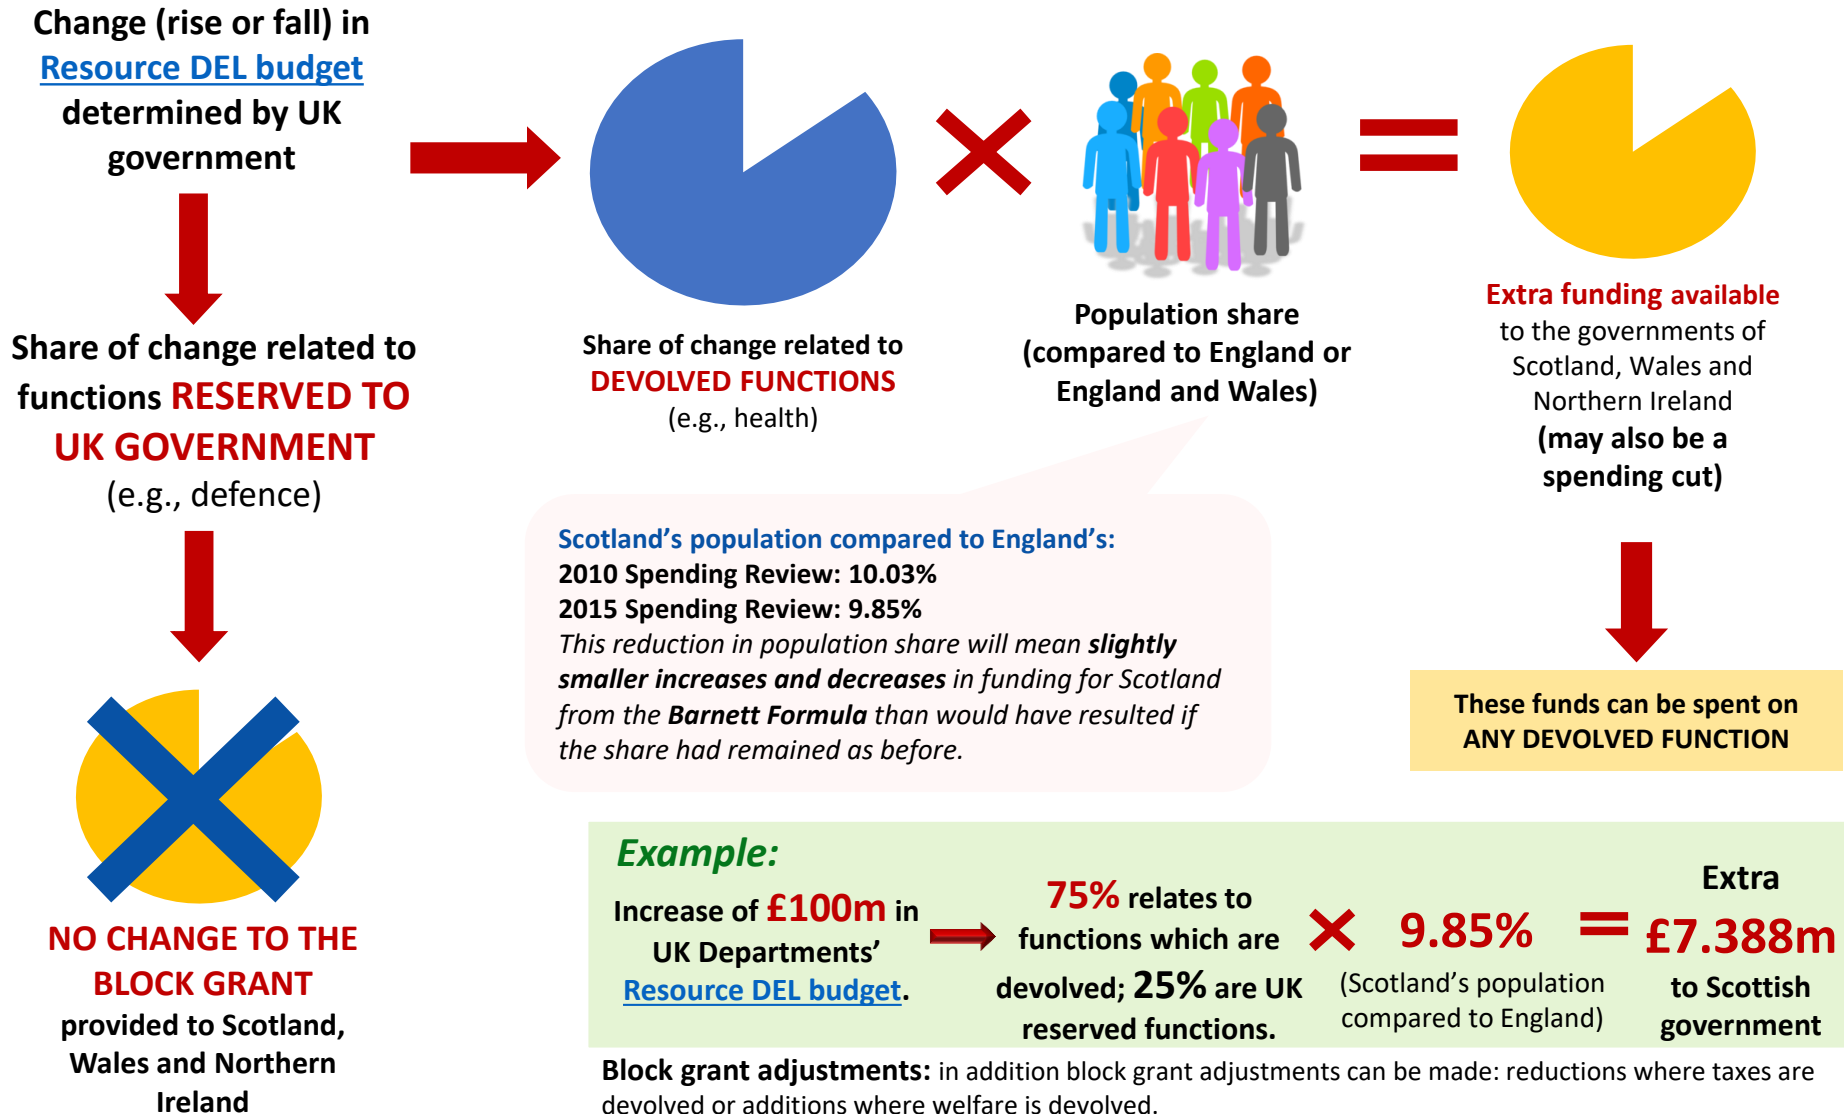 Change (rise or fall) in
Resource DEL budget
determined by UK
government
Share of change related to
functions RESERVED TO
UK GOVERNMENT
(e.g., defence)
NO CHANGE TO THE
BLOCK GRANT
provided to Scotland,
Wales and Northern
Ireland
Share of change related to
DEVOLVED FUNCTIONS
(e.g., health)
Population share
(compared to England or
England and Wales)
Extra funding available
to the governments of
Scotland, Wales and
Northern Ireland
(may also be a
spending cut)
Scotland’s population compared to England’s:
2010 Spending Review: 10.03%
2015 Spending Review: 9.85%
This reduction in population share will mean slightly
smaller increases and decreases in funding for Scotland
from the Barnett Formula than would have resulted if
the share had remained as before.
These funds can be spent on
ANY DEVOLVED FUNCTION
Example:
Increase of £100m in
UK Departments’
Resource DEL budget.
75% relates to
functions which are
devolved; 25% are UK
reserved functions.
9.85%
(Scotland’s population
compared to England)
=
Extra
£7.388m
to Scottish
government
Block grant adjustments: in addition block grant adjustments can be made: reductions where taxes are
devolved or additions where welfare is devolved.